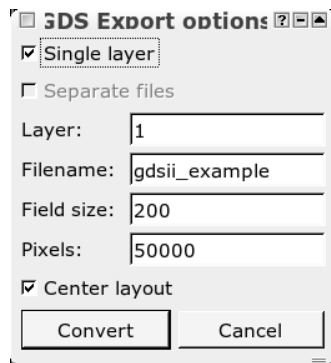 GDS Export options
Single layer
Separate files
Layer: 1
Filename: gdsii_example
Field size: 200
Pixels: 50000
Center layout
Convert Cancel